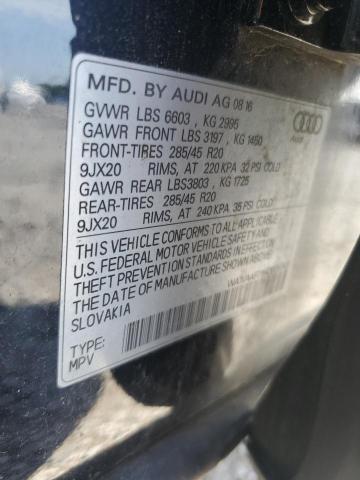 MFD. BY AUDI AG 08 16
GVWR LBS 6603 , KG 2995
GAWR FRONT LBS 3197 , KG 1450
FRONT-TIRES 285/45 R20
9JX20 RIMS, AT 220 KPA 32 PSI COLD
GAWR REAR LBS3803 , KG 1725
REAR-TIRES 285/45 R20
9JX20 RIMS, AT 240 KPA 35 PSI COLD
THIS VEHICLE CONFORMS TO ALL APPLICABLE
U.S. FEDERAL MOTOR VEHICLE SAFETY AND
THEFT PREVENTION STANDARDS IN EFFECT ON
THE DATE OF MANUFACTURE SHOWN ABOVE.
SLOVAKIA
TYPE:
MPV
Audi